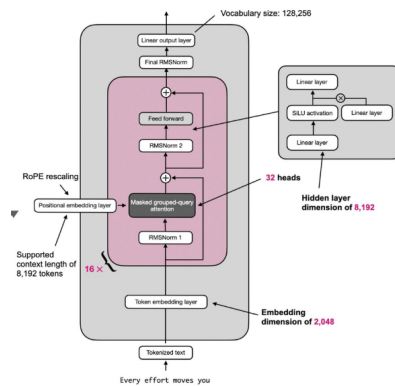 Vocabulary size: 128,256
Linear output layer
Final RMSNorm
Feed forward
RMSNorm 2
Linear layer
SiLU activation
Linear layer
Linear layer
Hidden layer
dimension of 8,192
RoPE rescaling
Positional embedding layer
Masked grouped-query
attention
32 heads
Supported
context length of
8,192 tokens
16 ×
RMSNorm 1
Token embedding layer
Embedding
dimension of 2,048
Tokenized text
Every effort moves you